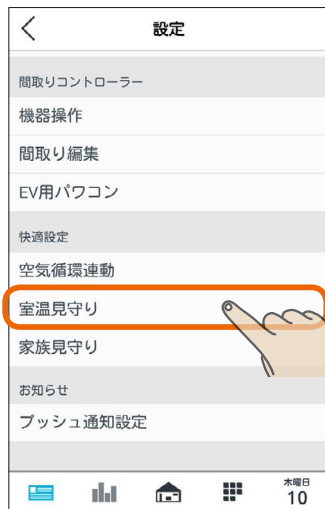 設定
間取りコントローラー
機器操作
間取り編集
EV用パワコン
快適設定
空気循環連動
室温見守り
家族見守り
お知らせ
プッシュ通知設定
木曜日
10